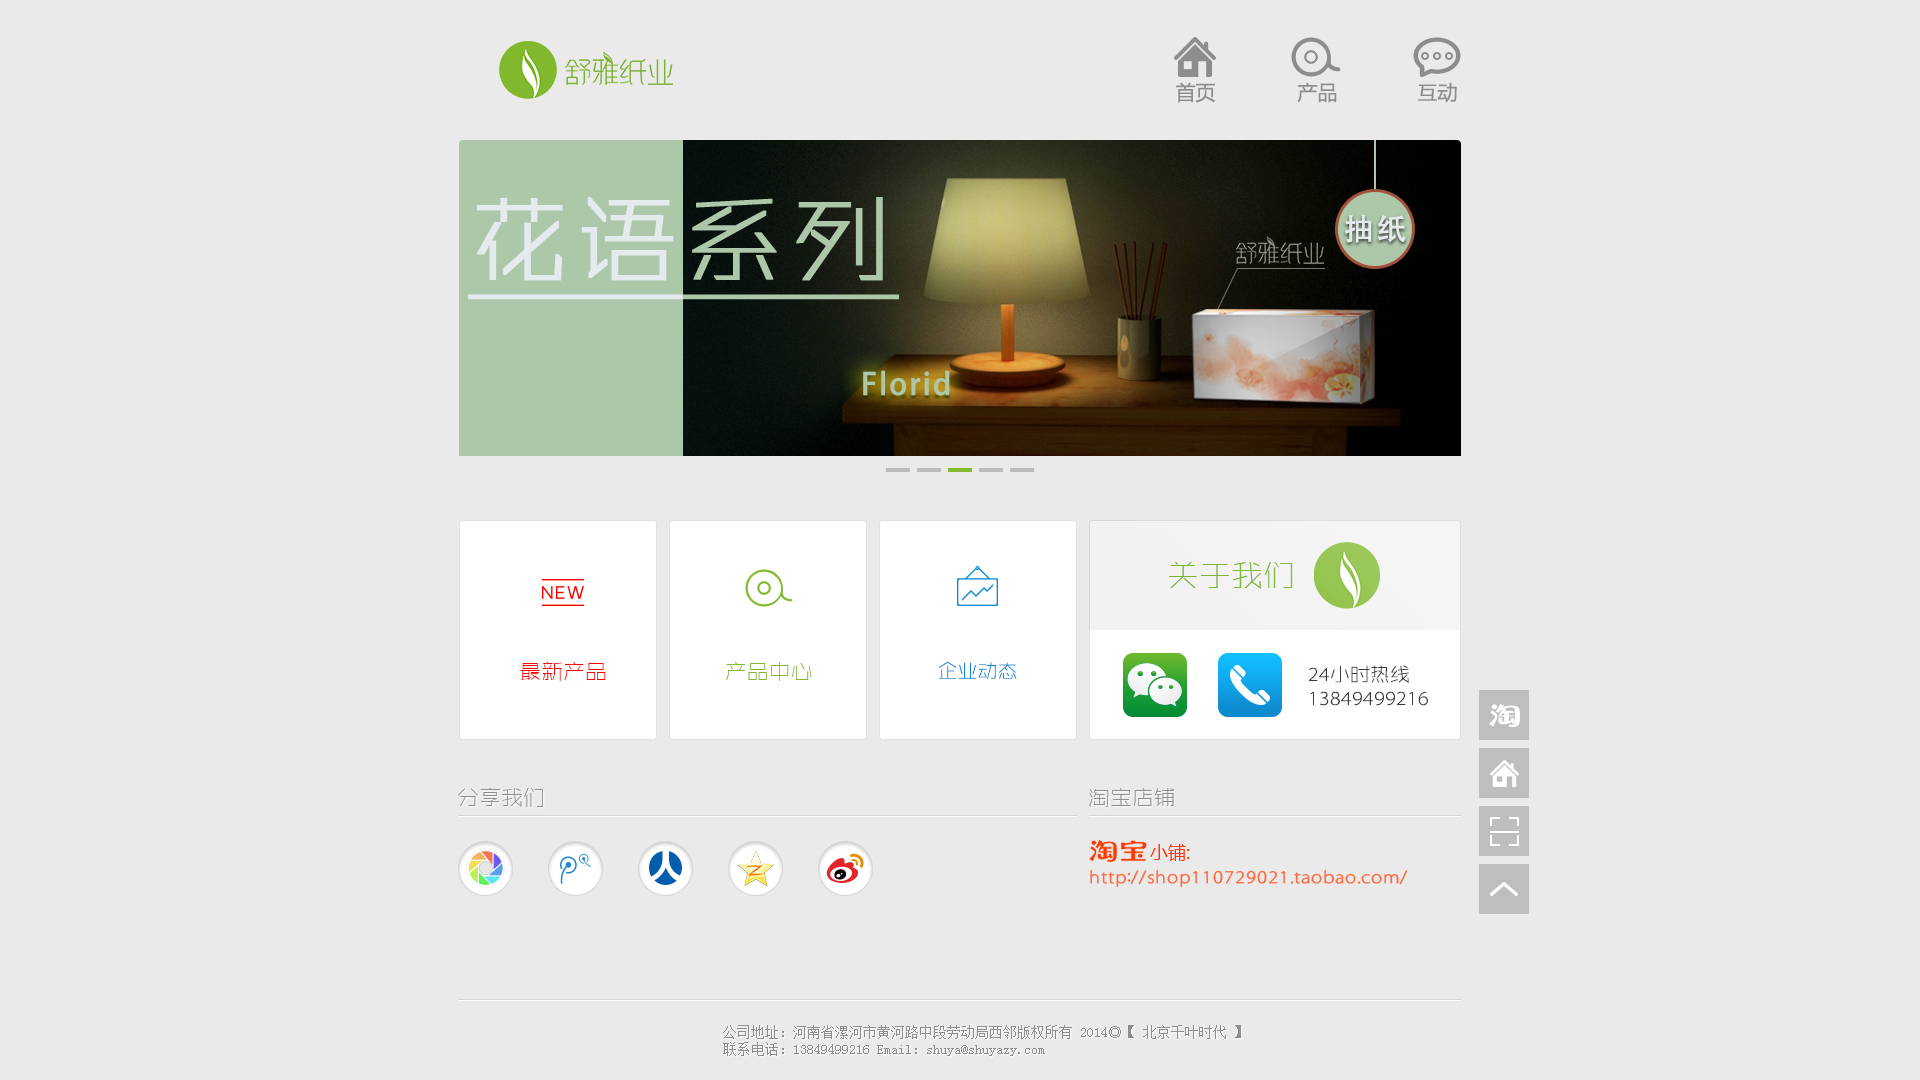 舒雅纸业
首页
产品
互动
花语系列
抽纸
舒雅纸业
Florid
NEW
最新产品
产品中心
企业动态
关于我们
24小时热线
13849499216
分享我们
淘宝店铺
淘宝小铺:
http://shop110729021.taobao.com/
淘
公司地址: 河南省漯河市黄河路中段劳动局西邻版权所有 2014◎【 北京千叶时代 】
联系电话: 13849499216 Email: shuya@shuyazy.com